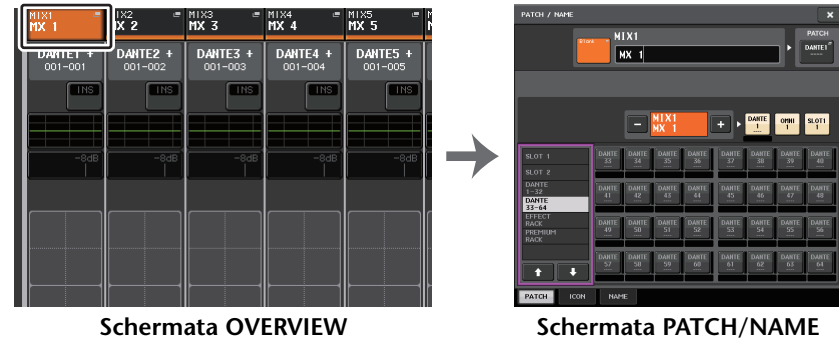 MIX1 MIX2 MIX3 MIX4 MIX5
MX 1 MX 2 MX 3 MX 4 MX 5
DANTE1 + DANTE2 + DANTE3 + DANTE4 + DANTE5 +
001-001 001-002 001-003 001-004 001-005
INS INS INS INS INS
-8dB -8dB -8dB -8dB -8dB
Schermata OVERVIEW
PATCH / NAME
×
Blank
MIX1
MX 1
PATCH
DANTE1
−
MIX1
MX 1
+
DANTE 1
OMNI 1
SLOT1 1
SLOT 1
SLOT 2
DANTE 1-32
DANTE 33-64
EFFECT RACK
PREMIUM RACK
DANTE 33 DANTE 34 DANTE 35 DANTE 36 DANTE 37 DANTE 38 DANTE 39 DANTE 40
DANTE 41 DANTE 42 DANTE 43 DANTE 44 DANTE 45 DANTE 46 DANTE 47 DANTE 48
DANTE 49 DANTE 50 DANTE 51 DANTE 52 DANTE 53 DANTE 54 DANTE 55 DANTE 56
DANTE 57 DANTE 58 DANTE 59 DANTE 60 DANTE 61 DANTE 62 DANTE 63 DANTE 64
PATCH ICON NAME
Schermata PATCH/NAME